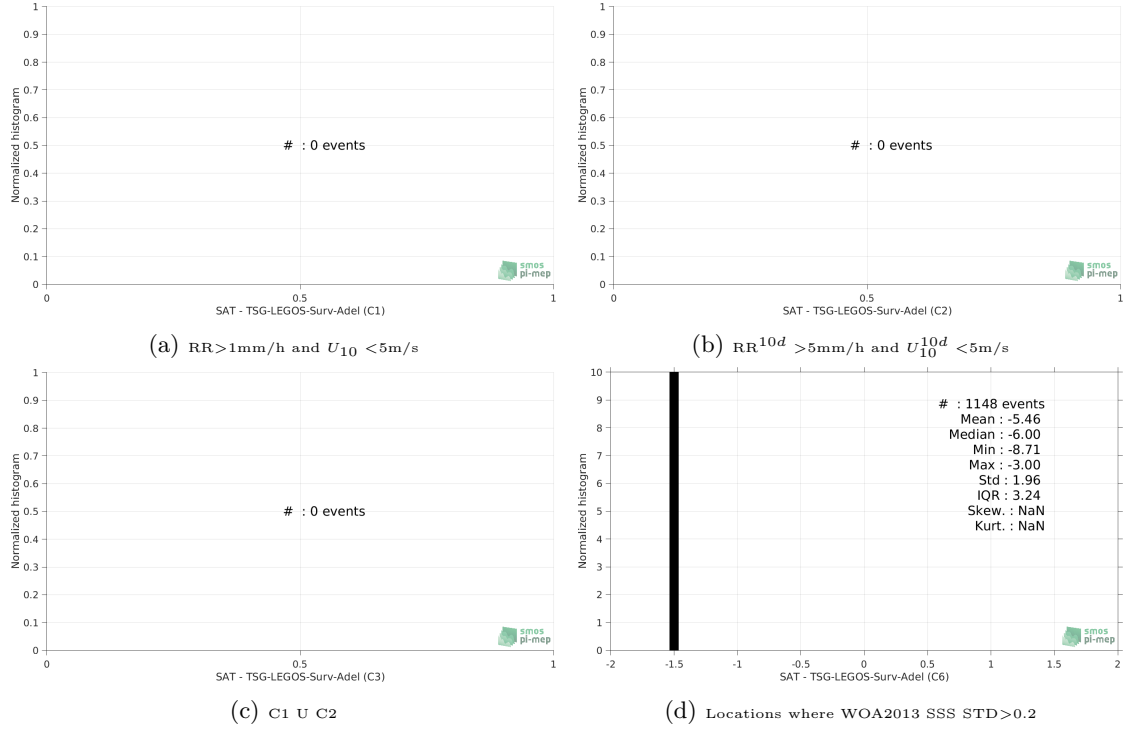 1
0.9
0.8
0.7
0.6
0.5
0.4
0.3
0.2
0.1
0
Normalized histogram
# : 0 events
smos
pi-mep
0 0.5 1
SAT - TSG-LEGOS-Surv-Adel (C1)
(a) RR>1mm/h and U10 <5m/s
1
0.9
0.8
0.7
0.6
0.5
0.4
0.3
0.2
0.1
0
Normalized histogram
# : 0 events
smos
pi-mep
0 0.5 1
SAT - TSG-LEGOS-Surv-Adel (C2)
(b) RR10d >5mm/h and U10 10d <5m/s
1
0.9
0.8
0.7
0.6
0.5
0.4
0.3
0.2
0.1
0
Normalized histogram
# : 0 events
smos
pi-mep
0 0.5 1
SAT - TSG-LEGOS-Surv-Adel (C3)
(c) C1 U C2
10
9
8
7
6
5
4
3
2
1
0
Normalized histogram
# : 1148 events
Mean : -5.46
Median : -6.00
Min : -8.71
Max : -3.00
Std : 1.96
IQR : 3.24
Skew. : NaN
Kurt. : NaN
smos
pi-mep
-2 -1.5 -1 -0.5 0 0.5 1 1.5 2
SAT - TSG-LEGOS-Surv-Adel (C6)
(d) Locations where WOA2013 SSS STD>0.2